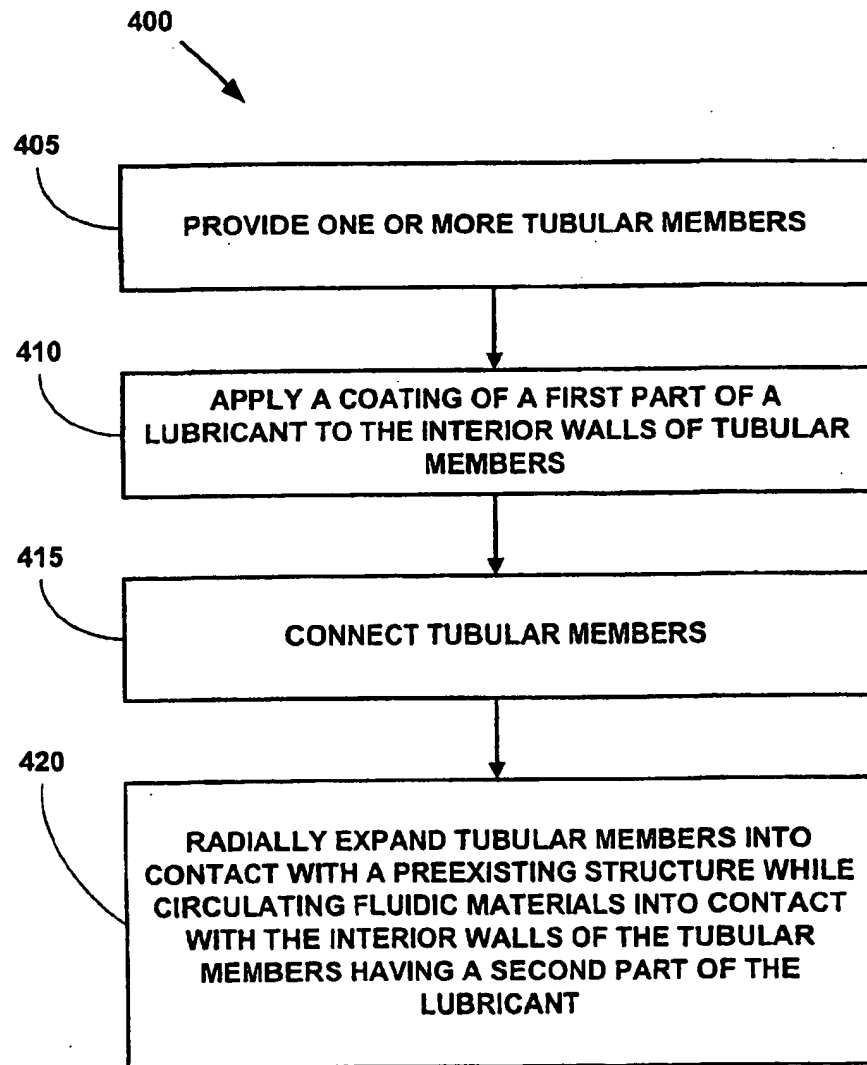 400
405
PROVIDE ONE OR MORE TUBULAR MEMBERS
410
APPLY A COATING OF A FIRST PART OF A
LUBRICANT TO THE INTERIOR WALLS OF TUBULAR
MEMBERS
415
CONNECT TUBULAR MEMBERS
420
RADIALLY EXPAND TUBULAR MEMBERS INTO
CONTACT WITH A PREEXISTING STRUCTURE WHILE
CIRCULATING FLUIDIC MATERIALS INTO CONTACT
WITH THE INTERIOR WALLS OF THE TUBULAR
MEMBERS HAVING A SECOND PART OF THE
LUBRICANT